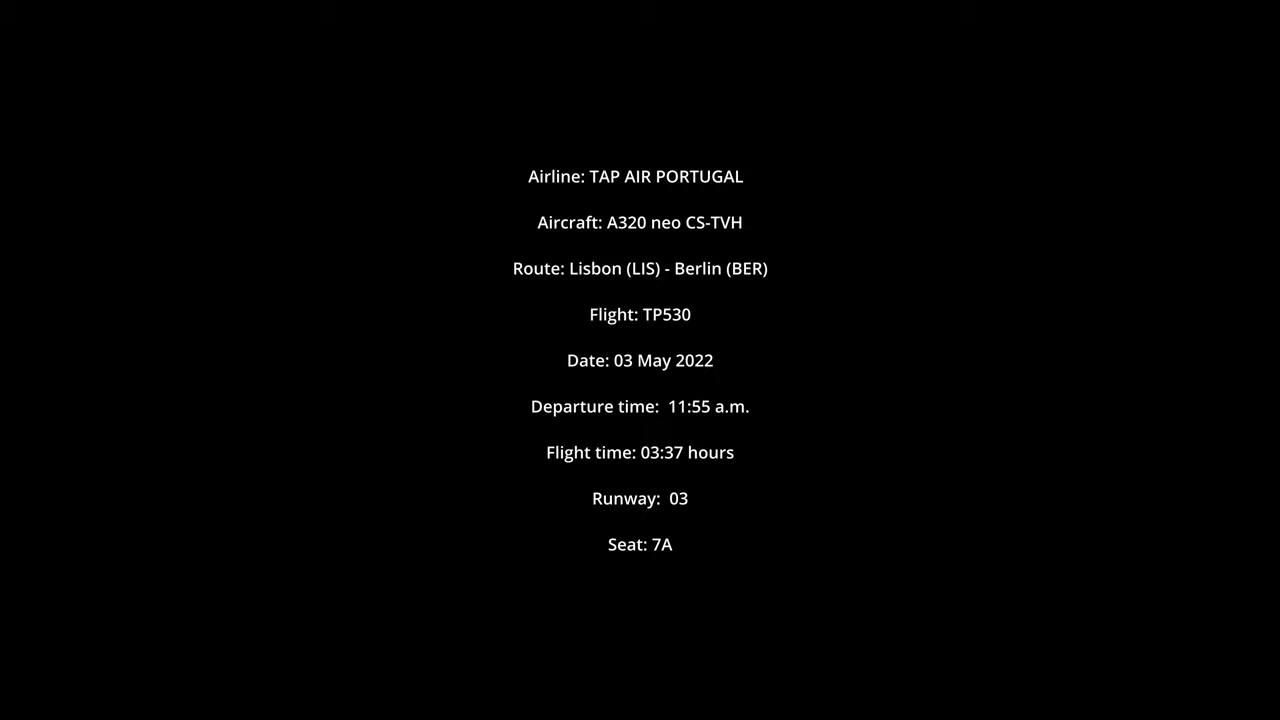 Airline: TAP AIR PORTUGAL
Aircraft: A320 neo CS-TVH
Route: Lisbon (LIS) - Berlin (BER)
Flight: TP530
Date: 03 May 2022
Departure time:  11:55 a.m.
Flight time: 03:37 hours
Runway:  03
Seat: 7A